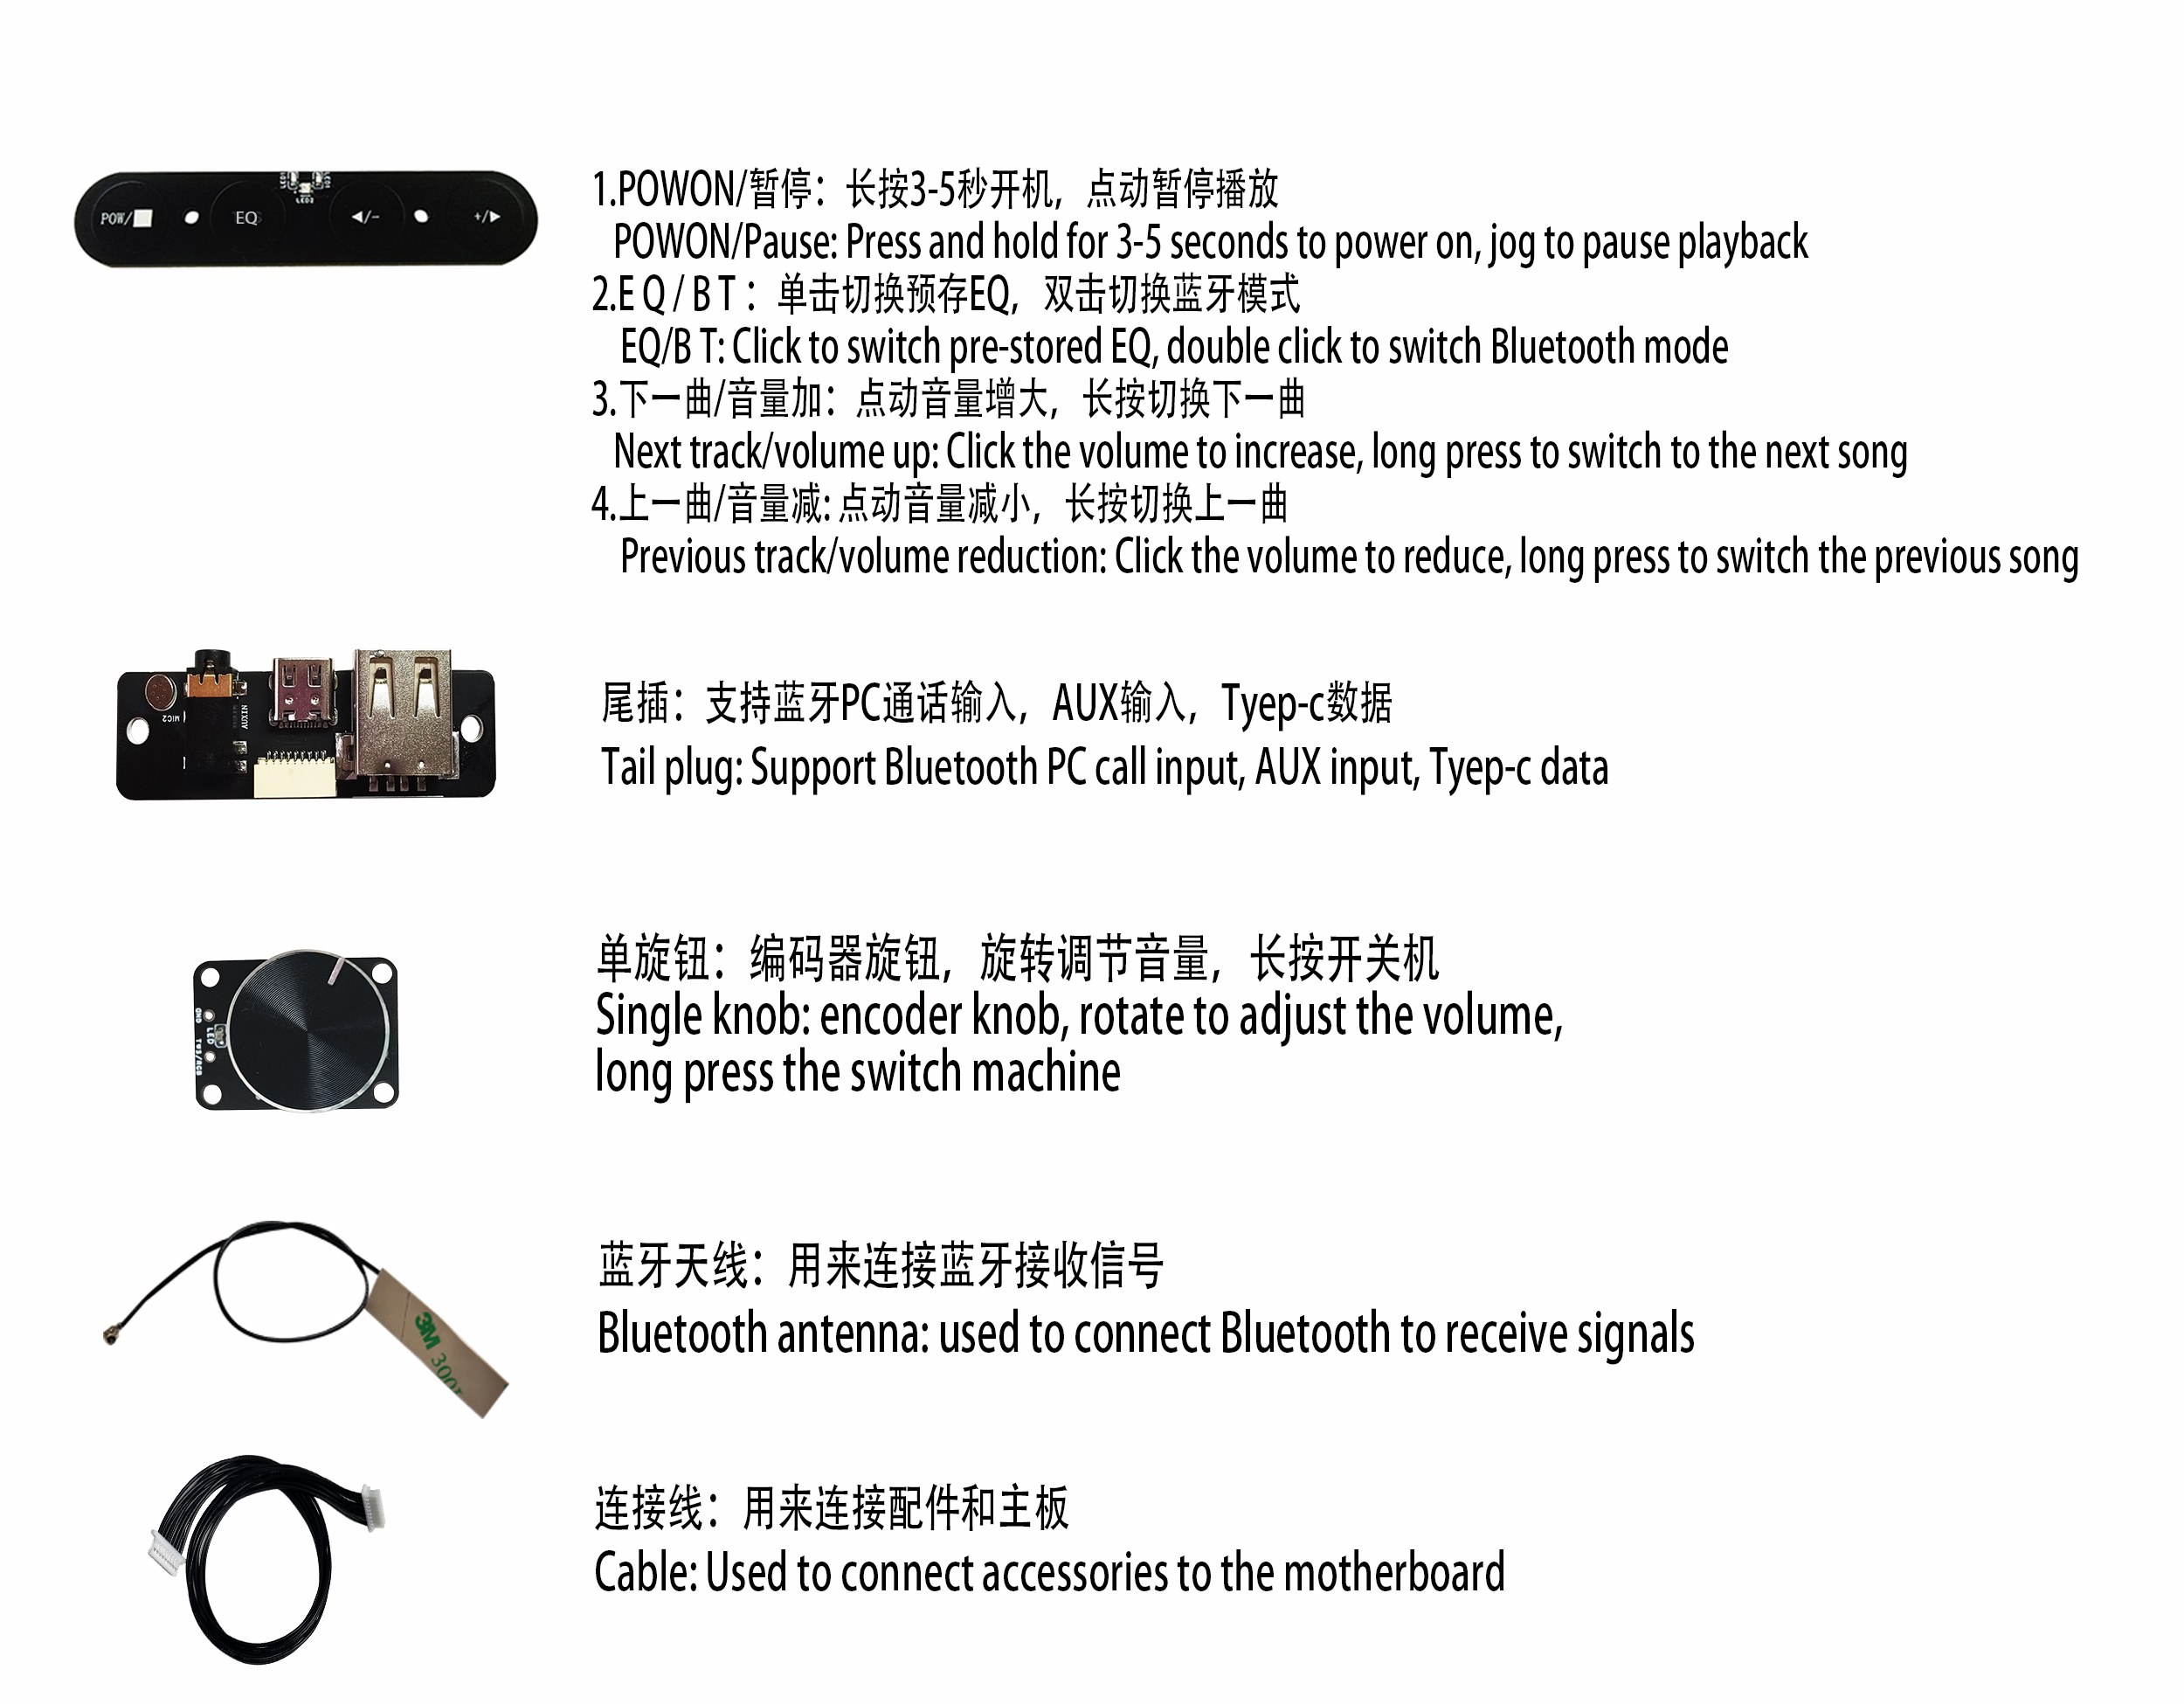 POW/
EQ
◀/-
+/▶
LED2
1.POWON/暂停：长按3-5秒开机，点动暂停播放
POWON/Pause: Press and hold for 3-5 seconds to power on, jog to pause playback
2.E Q / B T ：单击切换预存EQ，双击切换蓝牙模式
EQ/B T: Click to switch pre-stored EQ, double click to switch Bluetooth mode
3.下一曲/音量加：点动音量增大，长按切换下一曲
Next track/volume up: Click the volume to increase, long press to switch to the next song
4.上一曲/音量减: 点动音量减小，长按切换上一曲
Previous track/volume reduction: Click the volume to reduce, long press to switch the previous song
MIC2
AUXIN
尾插：支持蓝牙PC通话输入，AUX输入，Tyep-c数据
Tail plug: Support Bluetooth PC call input, AUX input, Tyep-c data
GND
LED
单旋钮：编码器旋钮，旋转调节音量，长按开关机
Single knob: encoder knob, rotate to adjust the volume,
long press the switch machine
3M
蓝牙天线：用来连接蓝牙接收信号
Bluetooth antenna: used to connect Bluetooth to receive signals
连接线：用来连接配件和主板
Cable: Used to connect accessories to the motherboard